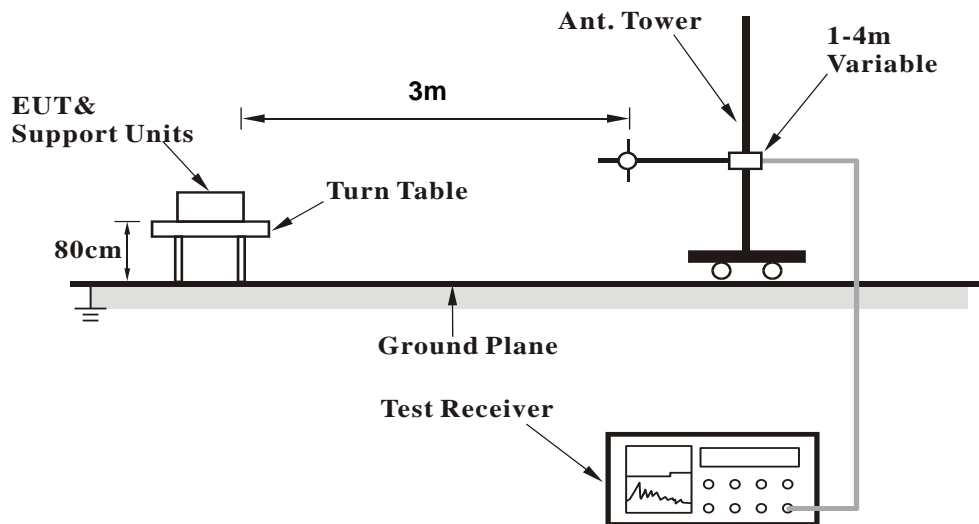 Ant. Tower
1-4m
Variable
3m
EUT&
Support Units
Turn Table
80cm
Ground Plane
Test Receiver